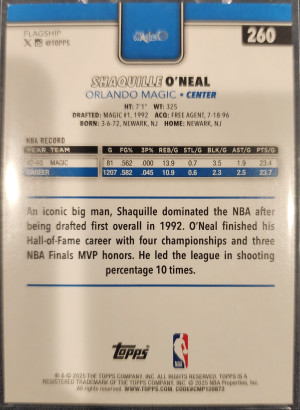 FLAGSHIP
@TOPPS
260
SHAQUILLE O'NEAL
ORLANDO MAGIC • CENTER
HT: 7'1" WT: 325
DRAFTED: MAGIC #1, 1992 ACQ: FREE AGENT, 7-18-96
BORN: 3-6-72, NEWARK, NJ HOME: NEWARK, NJ
NBA RECORD
YEAR TEAM G FG% 3P% REB/G STL/G BLK/G AST/G PTS/G
MAGIC 81 .562 .000 13.9 0.7 3.5 1.9 23.4
CAREER 1207 .582 .045 10.9 0.6 2.3 2.5 23.7
An iconic big man, Shaquille dominated the NBA after
being drafted first overall in 1992. O'Neal finished his
Hall-of-Fame career with four championships and three
NBA Finals MVP honors. He led the league in shooting
percentage 10 times.
Topps
NBA
® & © 2025 THE TOPPS COMPANY, INC. ALL RIGHTS RESERVED. TOPPS IS A
REGISTERED TRADEMARK OF THE TOPPS COMPANY, INC. © 2025 NBA Properties, Inc.
All rights reserved. WWW.TOPPS.COM CODE#CMP120872